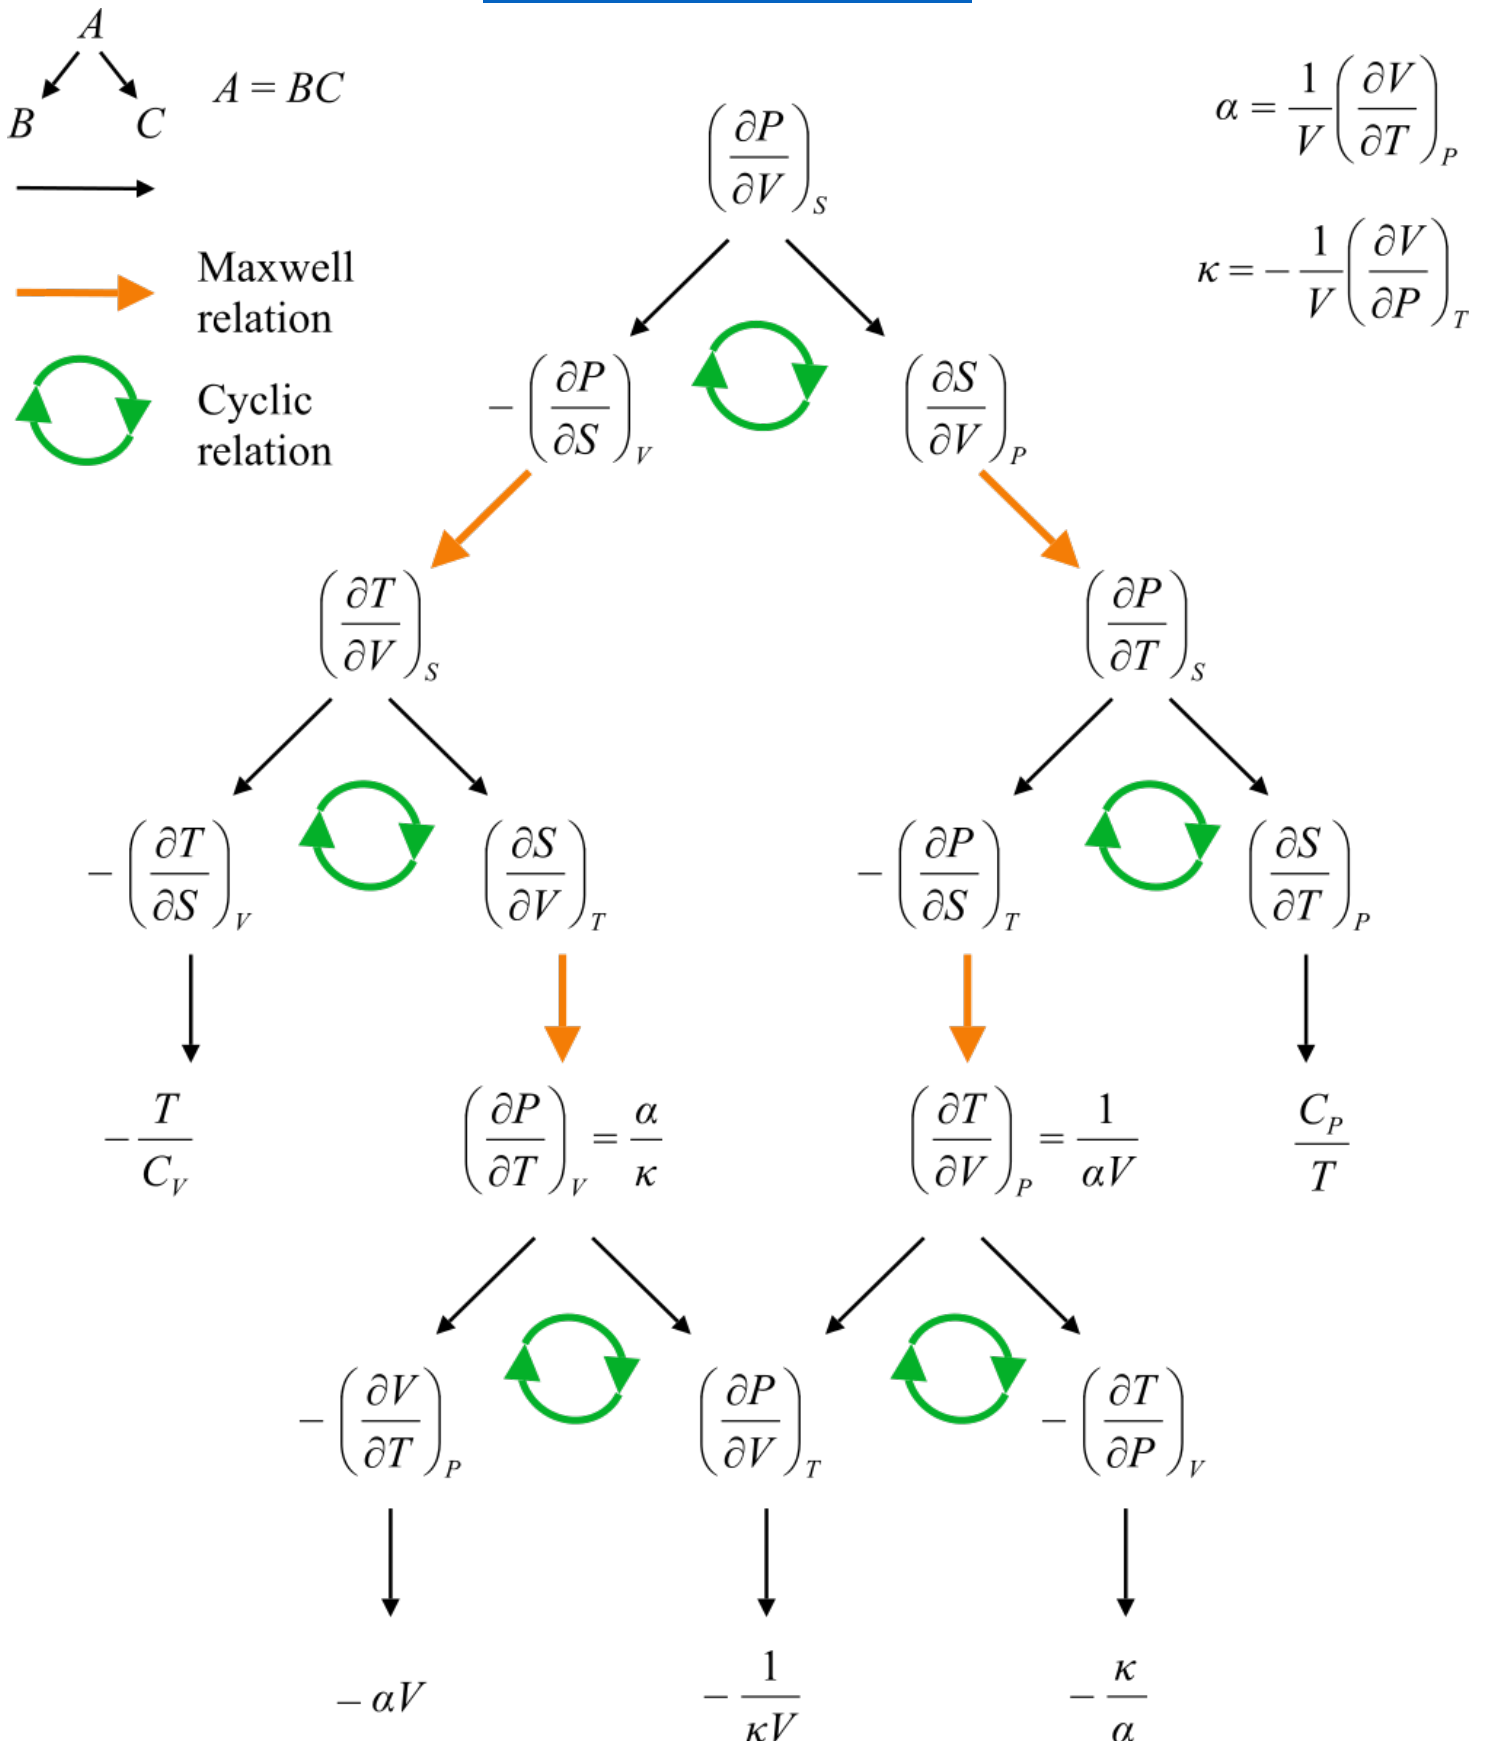 A
B C
A = BC
Maxwell
relation
Cyclic
relation
α = 1/V (∂V/∂T)_P
κ = − 1/V (∂V/∂P)_T
(∂P/∂V)_S
− (∂P/∂S)_V (∂S/∂V)_P
(∂T/∂V)_S (∂P/∂T)_S
− (∂T/∂S)_V (∂S/∂V)_T − (∂P/∂S)_T (∂S/∂T)_P
− T/C_V (∂P/∂T)_V = α/κ (∂T/∂V)_P = 1/αV C_P/T
− (∂V/∂T)_P (∂P/∂V)_T − (∂T/∂P)_V
− αV − 1/κV − κ/α